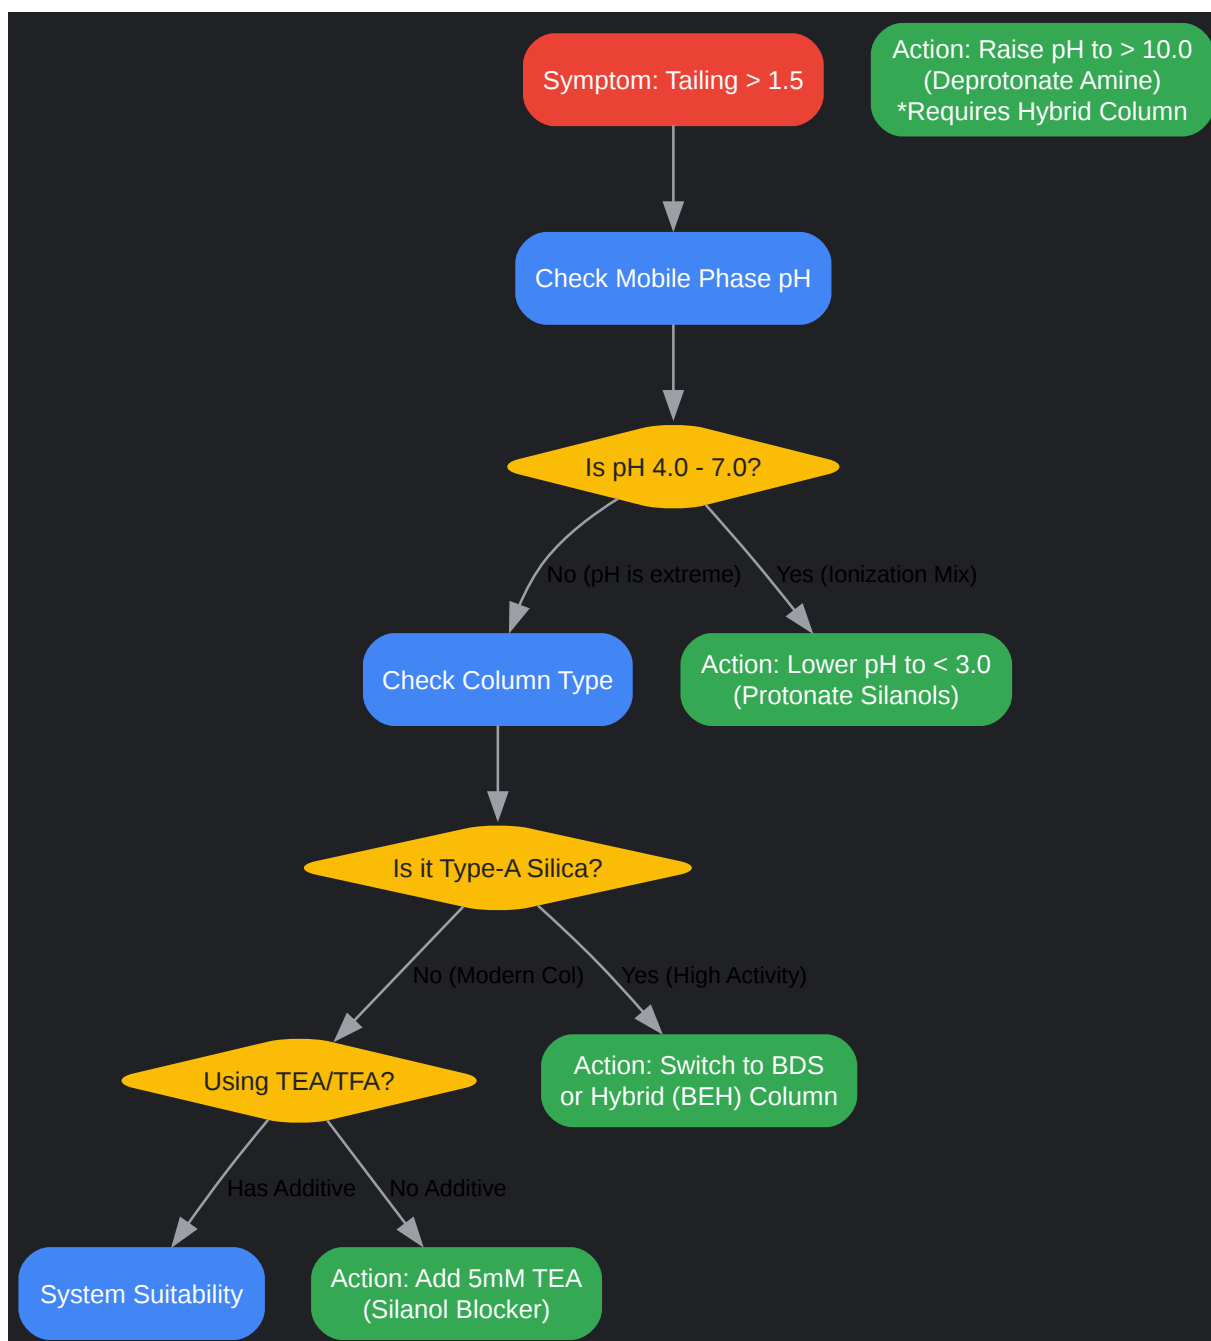 Symptom: Tailing > 1.5
Action: Raise pH to > 10.0
(Deprotonate Amine)
*Requires Hybrid Column
Check Mobile Phase pH
Is pH 4.0 - 7.0?
No (pH is extreme)
Yes (Ionization Mix)
Check Column Type
Action: Lower pH to < 3.0
(Protonate Silanols)
Is it Type-A Silica?
No (Modern Col)
Yes (High Activity)
Using TEA/TFA?
Action: Switch to BDS
or Hybrid (BEH) Column
Has Additive
No Additive
System Suitability
Action: Add 5mM TEA
(Silanol Blocker)